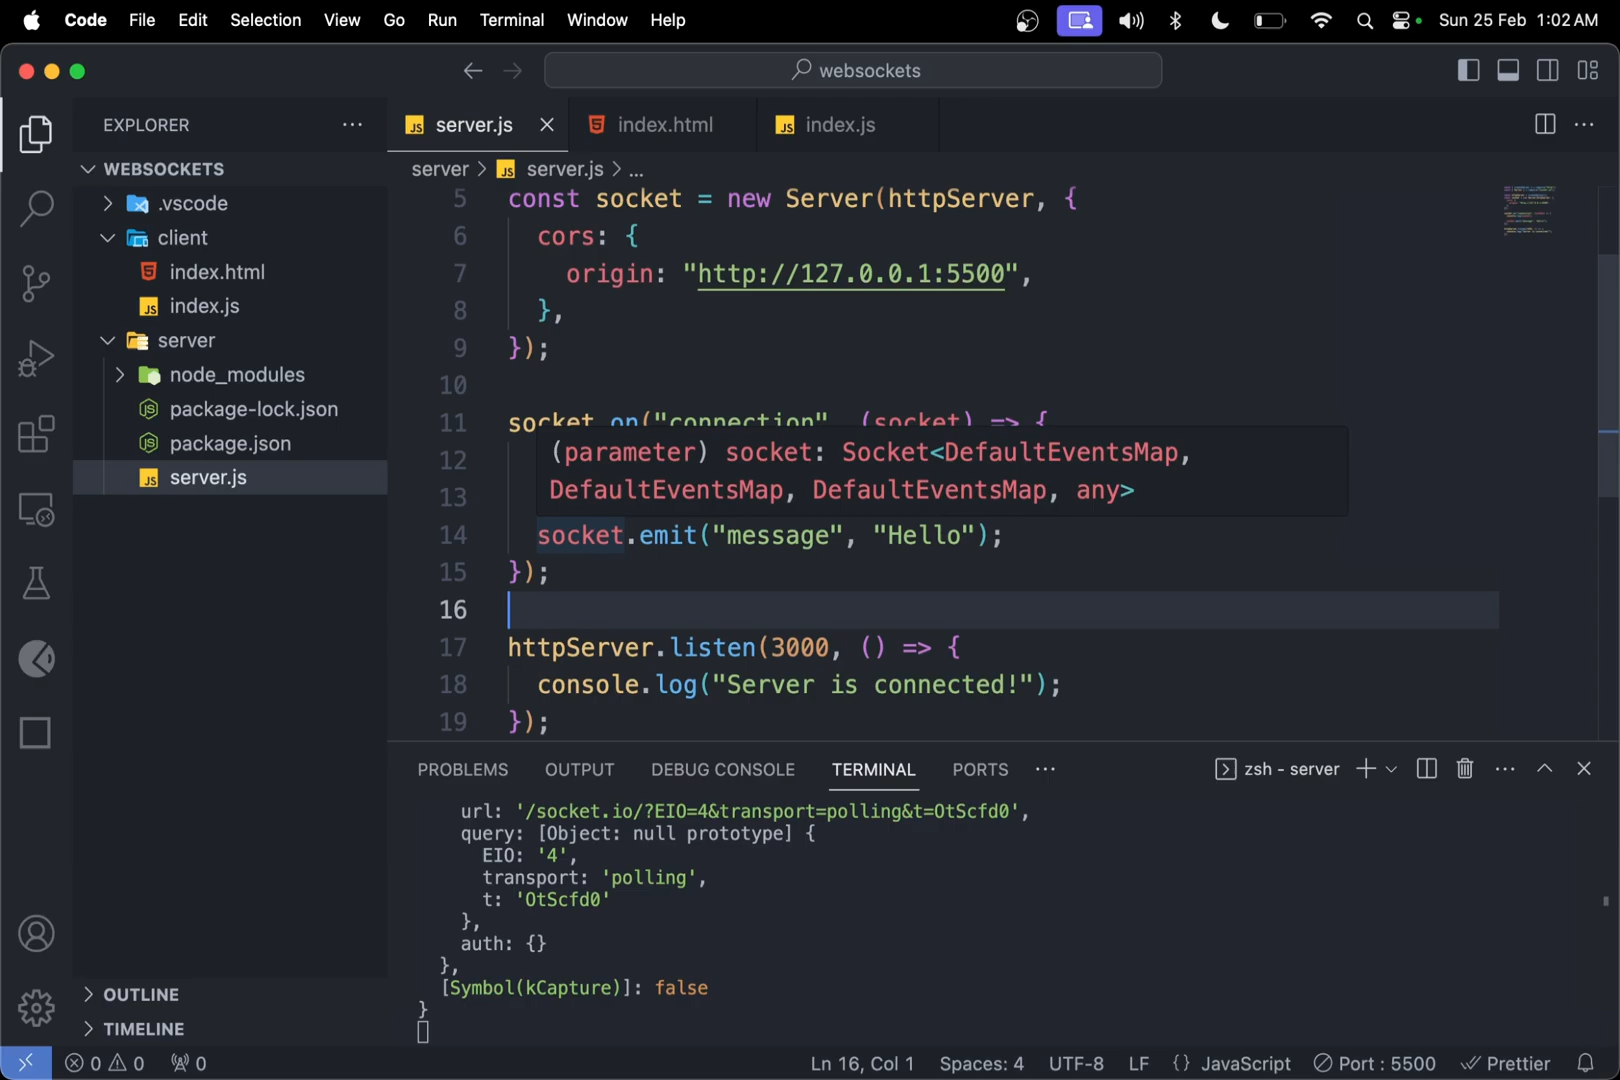 Code File Edit Selection View Go Run Terminal Window Help Sun 25 Feb 1:02 AM
websockets
EXPLORER ...
server.js
index.html
index.js
WEBSOCKETS
.vscode
client
index.html
index.js
server
node_modules
package-lock.json
package.json
server.js
OUTLINE
TIMELINE
server > server.js > ...
5 const socket = new Server(httpServer, {
6 cors: {
7 origin: "http://127.0.0.1:5500",
8 },
9 });
10
11 socket.on("connection", (socket) => {
12 (parameter) socket: Socket<DefaultEventsMap,
13 DefaultEventsMap, DefaultEventsMap, any>
14 socket.emit("message", "Hello");
15 });
16
17 httpServer.listen(3000, () => {
18 console.log("Server is connected!");
19 });
PROBLEMS OUTPUT DEBUG CONSOLE TERMINAL PORTS ... zsh - server
url: '/socket.io/?EIO=4&transport=polling&t=OtScfd0',
query: [Object: null prototype] {
EIO: '4',
transport: 'polling',
t: 'OtScfd0'
},
auth: {}
},
[Symbol(kCapture)]: false
}
0 0 0 Ln 16, Col 1 Spaces: 4 UTF-8 LF {} JavaScript Port : 5500 Prettier